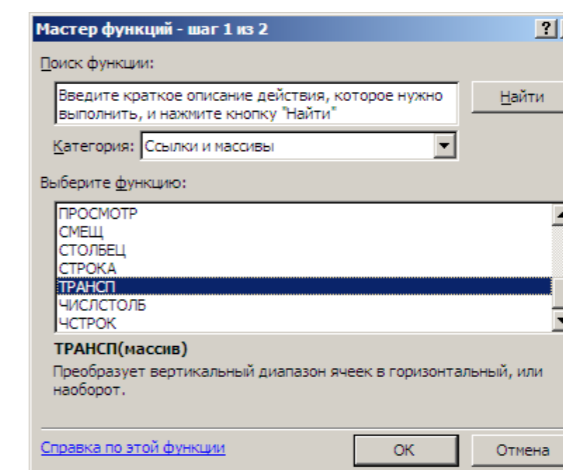 Мастер функций - шаг 1 из 2
?
Поиск функции:
Введите краткое описание действия, которое нужно
выполнить, и нажмите кнопку "Найти"
Найти
Категория: Ссылки и массивы
Выберите функцию:
ПРОСМОТР
СМЕЩ
СТОЛБЕЦ
СТРОКА
ТРАНСП
ЧИСЛСТОЛБ
ЧСТРОК
ТРАНСП(массив)
Преобразует вертикальный диапазон ячеек в горизонтальный, или
наоборот.
Справка по этой функции
ОК
Отмена